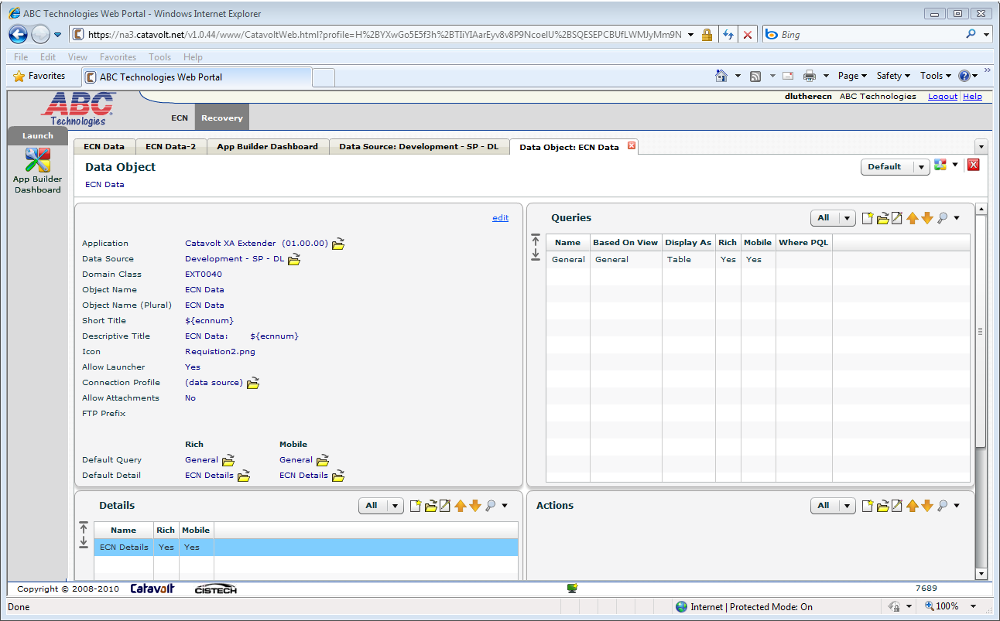 ABC Technologies Web Portal - Windows Internet Explorer
https://na3.catavolt.net/v1.0.44/www/CatavoltWeb.html?profile=H%2BYXwGo5E5f3h%2BTIiYIAarEyv8v8P9NcoelU%2BSQESEPCBUfLWMJyMm9N
Bing
File Edit View Favorites Tools Help
Favorites
ABC Technologies Web Portal
Page Safety Tools
dlutherecn ABC Technologies Logout Help
ABC Technologies
ECN Recovery
Launch
App Builder Dashboard
ECN Data ECN Data-2 App Builder Dashboard Data Source: Development - SP - DL Data Object: ECN Data
Data Object
ECN Data
Default
edit
Application Catavolt XA Extender (01.00.00)
Data Source Development - SP - DL
Domain Class EXT0040
Object Name ECN Data
Object Name (Plural) ECN Data
Short Title ${ecnnum}
Descriptive Title ECN Data: ${ecnnum}
Icon Requistion2.png
Allow Launcher Yes
Connection Profile (data source)
Allow Attachments No
FTP Prefix
Rich Mobile
Default Query General General
Default Detail ECN Details ECN Details
Queries All
Name Based On View Display As Rich Mobile Where PQL
General General Table Yes Yes
Details All
Name Rich Mobile
ECN Details Yes Yes
Actions All
Copyright © 2008-2010 Catavolt CISTECH 7689
Done Internet | Protected Mode: On 100%